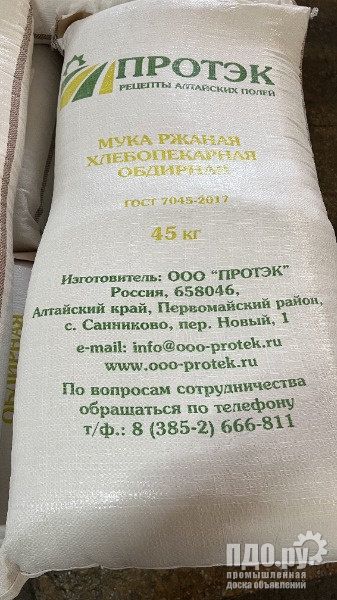 ПРОТЭК
РЕЦЕПТЫ АЛТАЙСКИХ ПОЛЕЙ
МУКА РЖАНАЯ
ХЛЕБОПЕКАРНАЯ
ОБДИРНАЯ
ГОСТ 7045-2017
45 КГ
Изготовитель: ООО "ПРОТЭК"
Россия, 658046,
Алтайский край, Первомайский район,
с. Санниково, пер. Новый, 1
e-mail: info@ooo-protek.ru
www.ooo-protek.ru
По вопросам сотрудничества
обращаться по телефону
т/ф.: 8 (385-2) 666-811
ОБДИРНАЯ
ПДО.ру
промышленная
доска объявлений